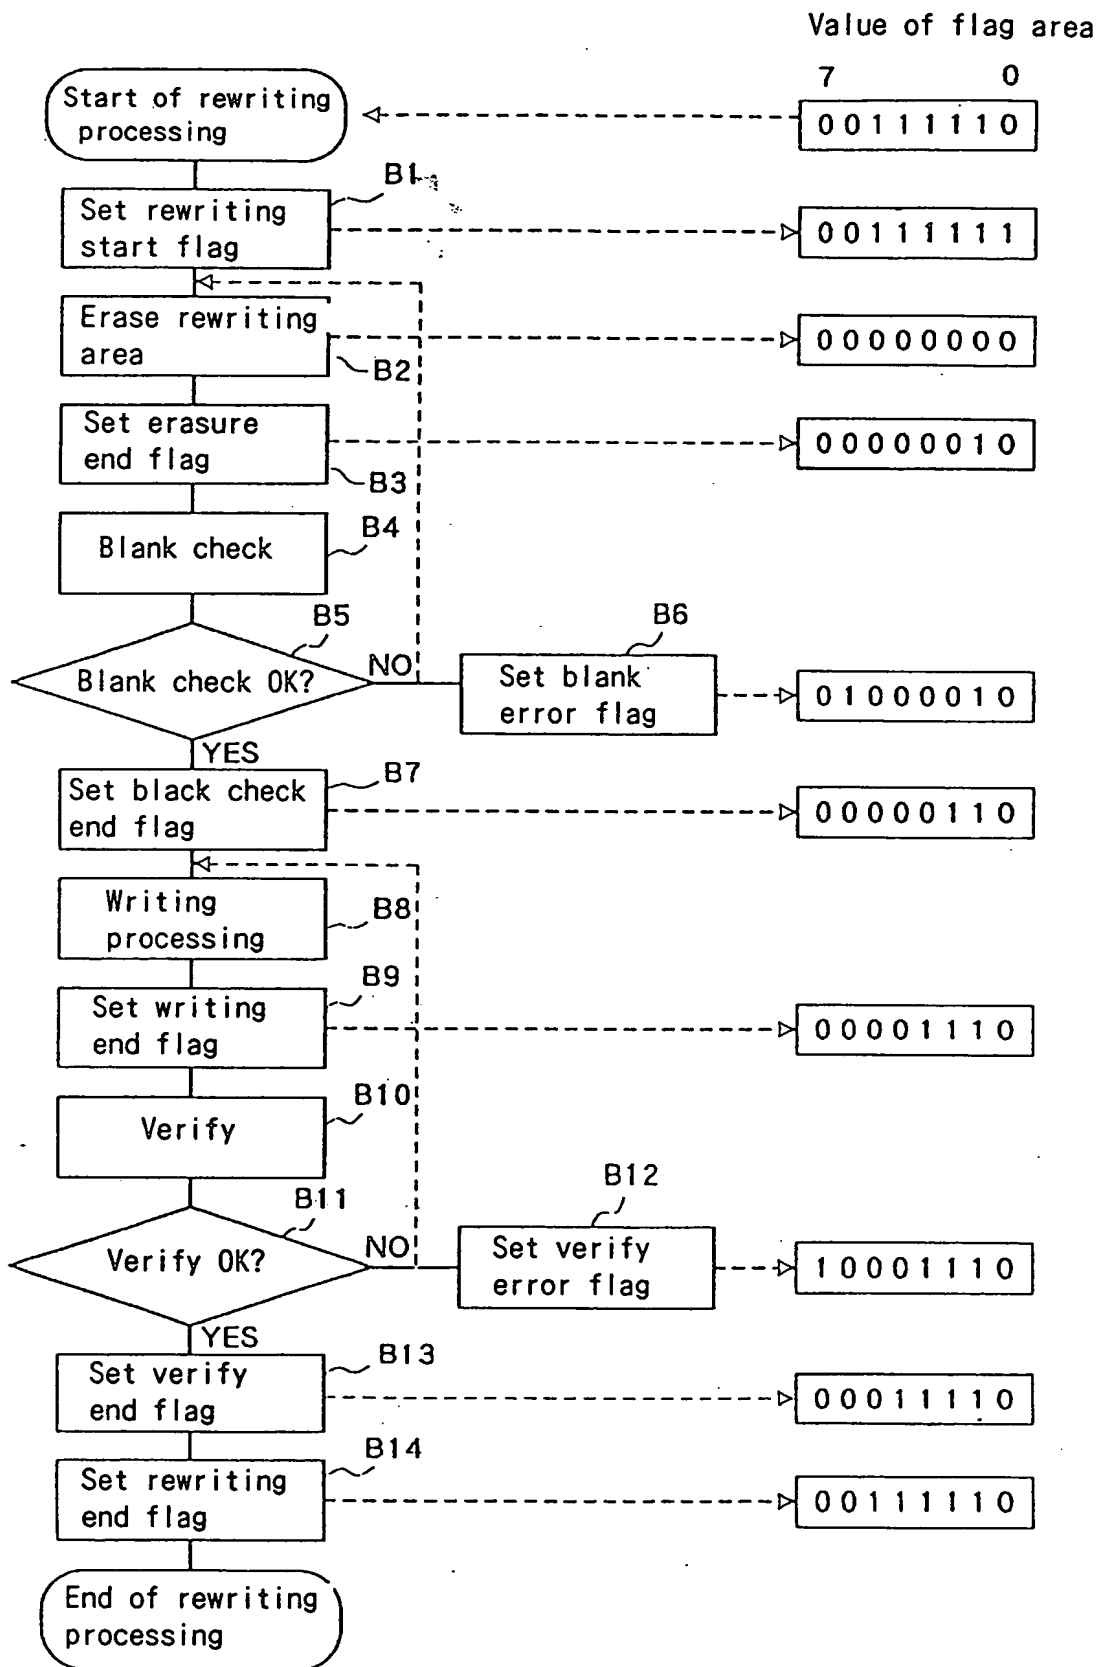 Value of flag area
7 0
Start of rewriting
processing
00111110
B1
Set rewriting
start flag
00111111
Erase rewriting
area
B2
00000000
Set erasure
end flag
B3
00000010
B4
Blank check
B5
Blank check OK?
NO
B6
Set blank
error flag
01000010
YES
B7
Set black check
end flag
00000110
Writing
processing
B8
B9
Set writing
end flag
00001110
B10
Verify
B11
Verify OK?
NO
B12
Set verify
error flag
10001110
YES
B13
Set verify
end flag
00011110
B14
Set rewriting
end flag
00111110
End of rewriting
processing